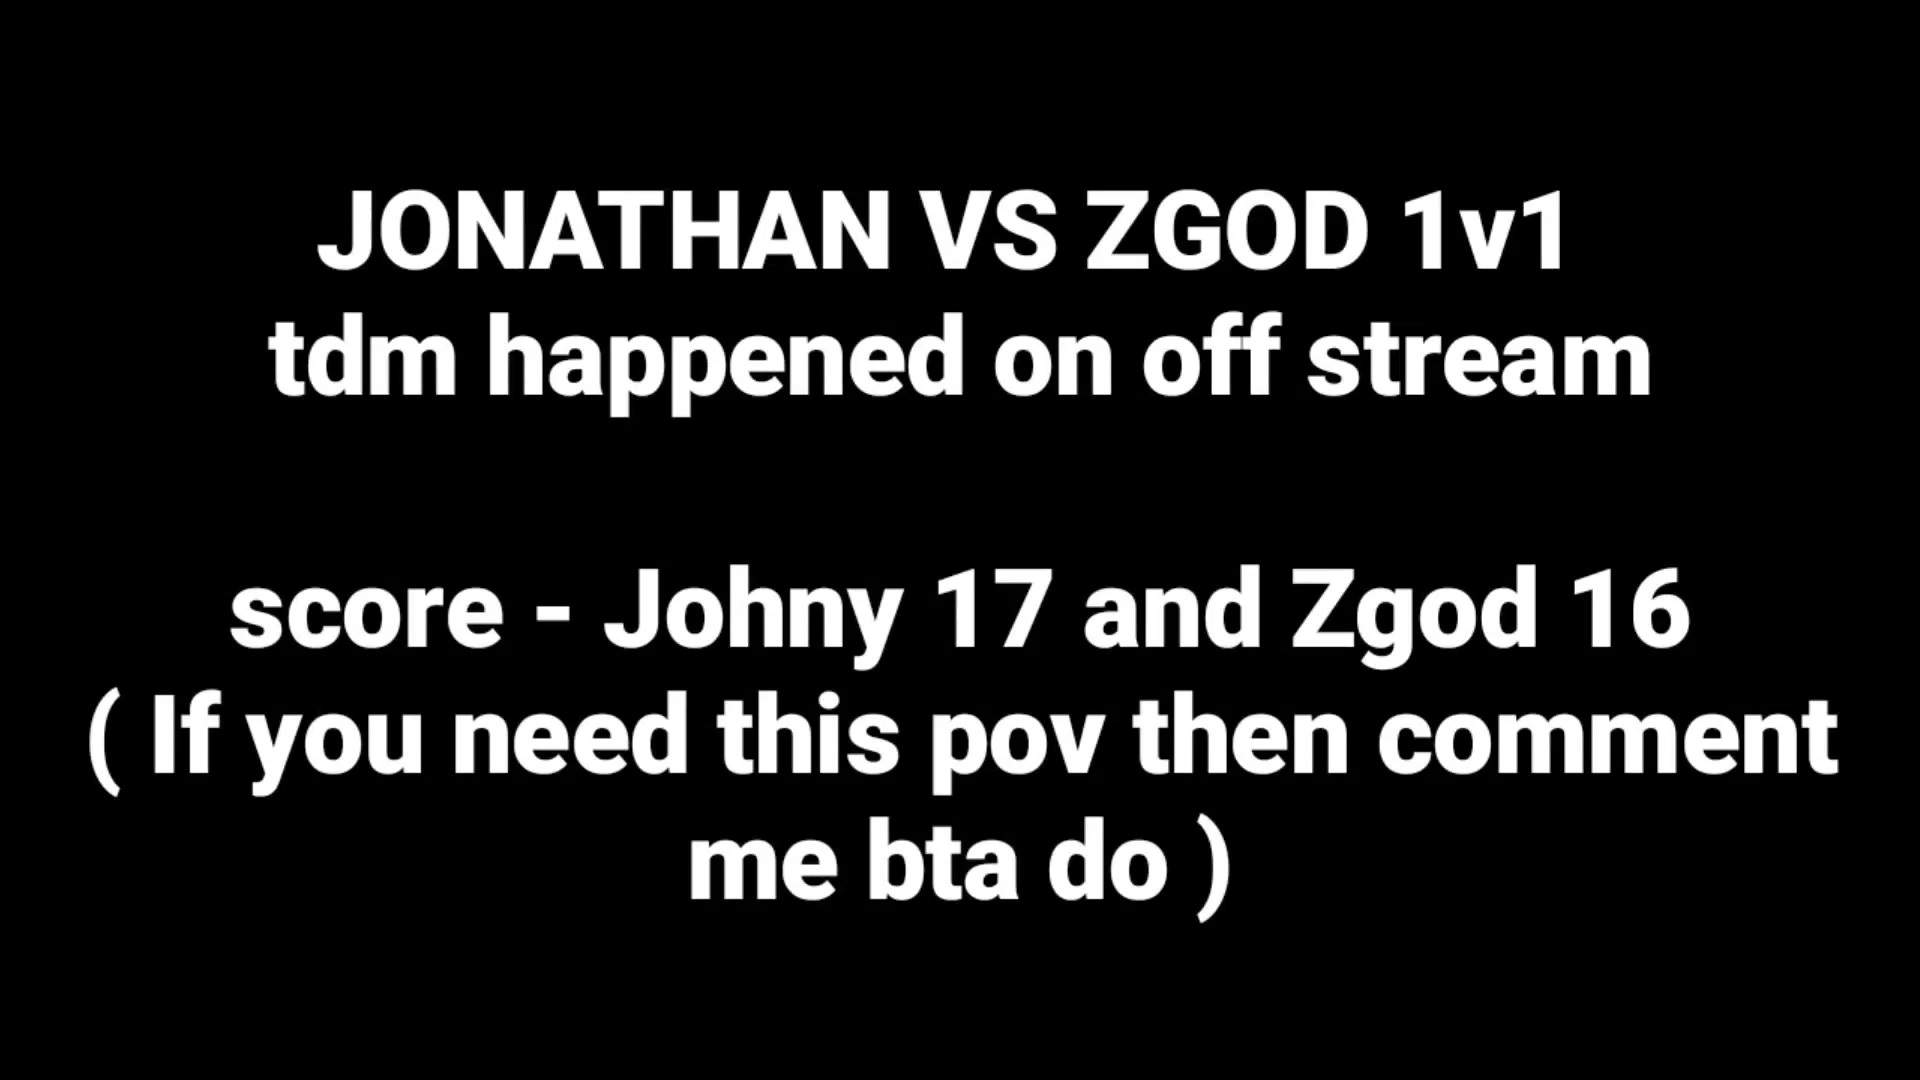 JONATHAN VS ZGOD 1v1
tdm happened on off stream
score - Johny 17 and Zgod 16
( If you need this pov then comment
me bta do )